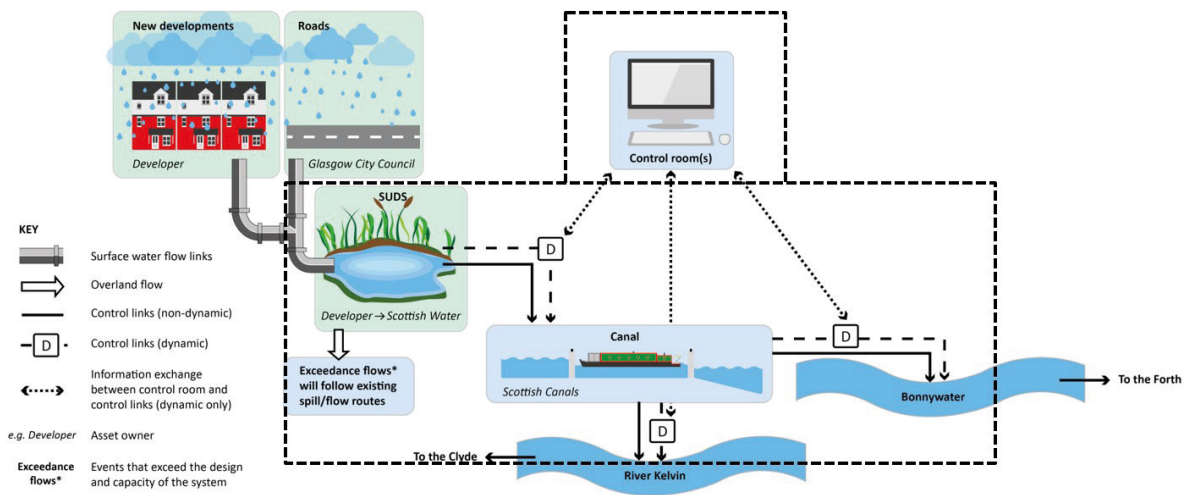 New developments
Roads
Developer
Glasgow City Council
Control room(s)
SUDS
D
Developer → Scottish Water
Exceedance flows*
will follow existing
spill/flow routes
Canal
Scottish Canals
D
D
Bonnywater
To the Forth
To the Clyde
River Kelvin
KEY
Surface water flow links
Overland flow
Control links (non-dynamic)
D
Control links (dynamic)
Information exchange
between control room and
control links (dynamic only)
e.g. Developer
Asset owner
Exceedance
flows*
Events that exceed the design
and capacity of the system